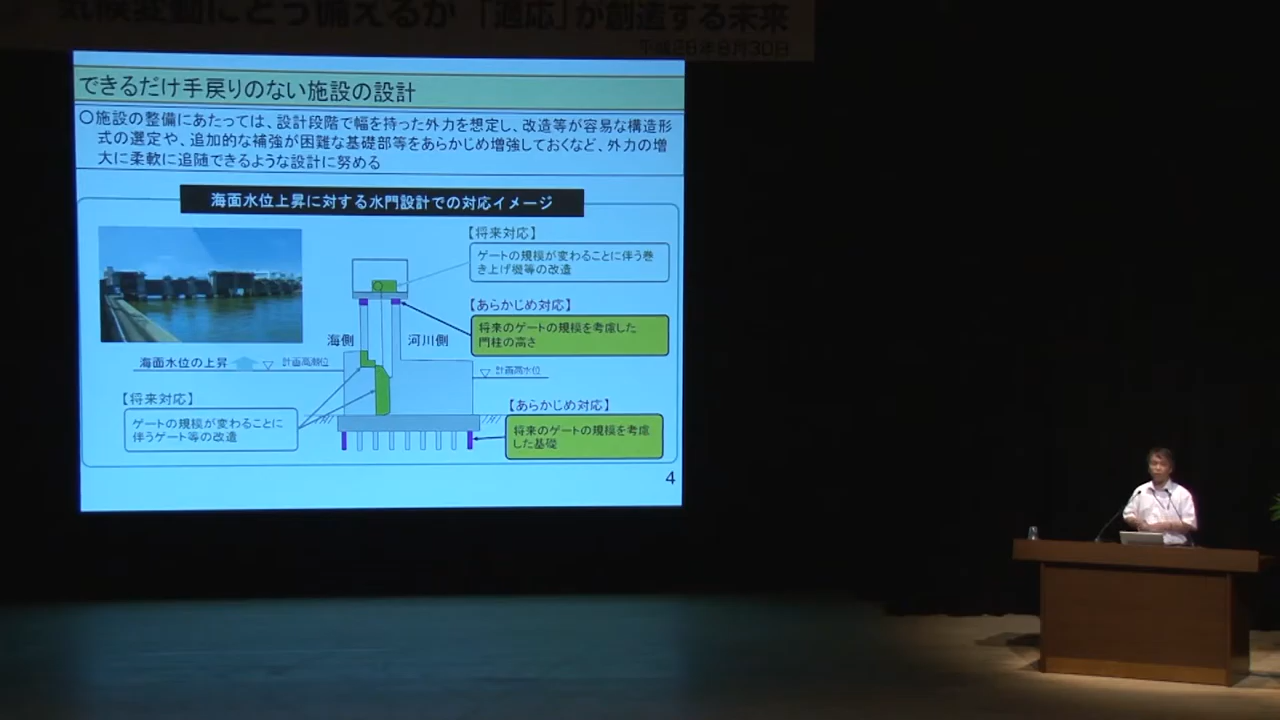 気候変動にどう備えるか 「適応」が創造する未来
平成28年8月30日
できるだけ手戻りのない施設の設計
○施設の整備にあたっては、設計段階で幅を持った外力を想定し、改造等が容易な構造形
式の選定や、追加的な補強が困難な基礎部等をあらかじめ増強しておくなど、外力の増
大に柔軟に追随できるような設計に努める
海面水位上昇に対する水門設計での対応イメージ
【将来対応】
ゲートの規模が変わることに伴う巻
き上げ機等の改造
【あらかじめ対応】
将来のゲートの規模を考慮した
門柱の高さ
海側
河川側
海面水位の上昇
計画高潮位
計画高水位
【将来対応】
ゲートの規模が変わることに
伴うゲート等の改造
【あらかじめ対応】
将来のゲートの規模を考慮
した基礎
4